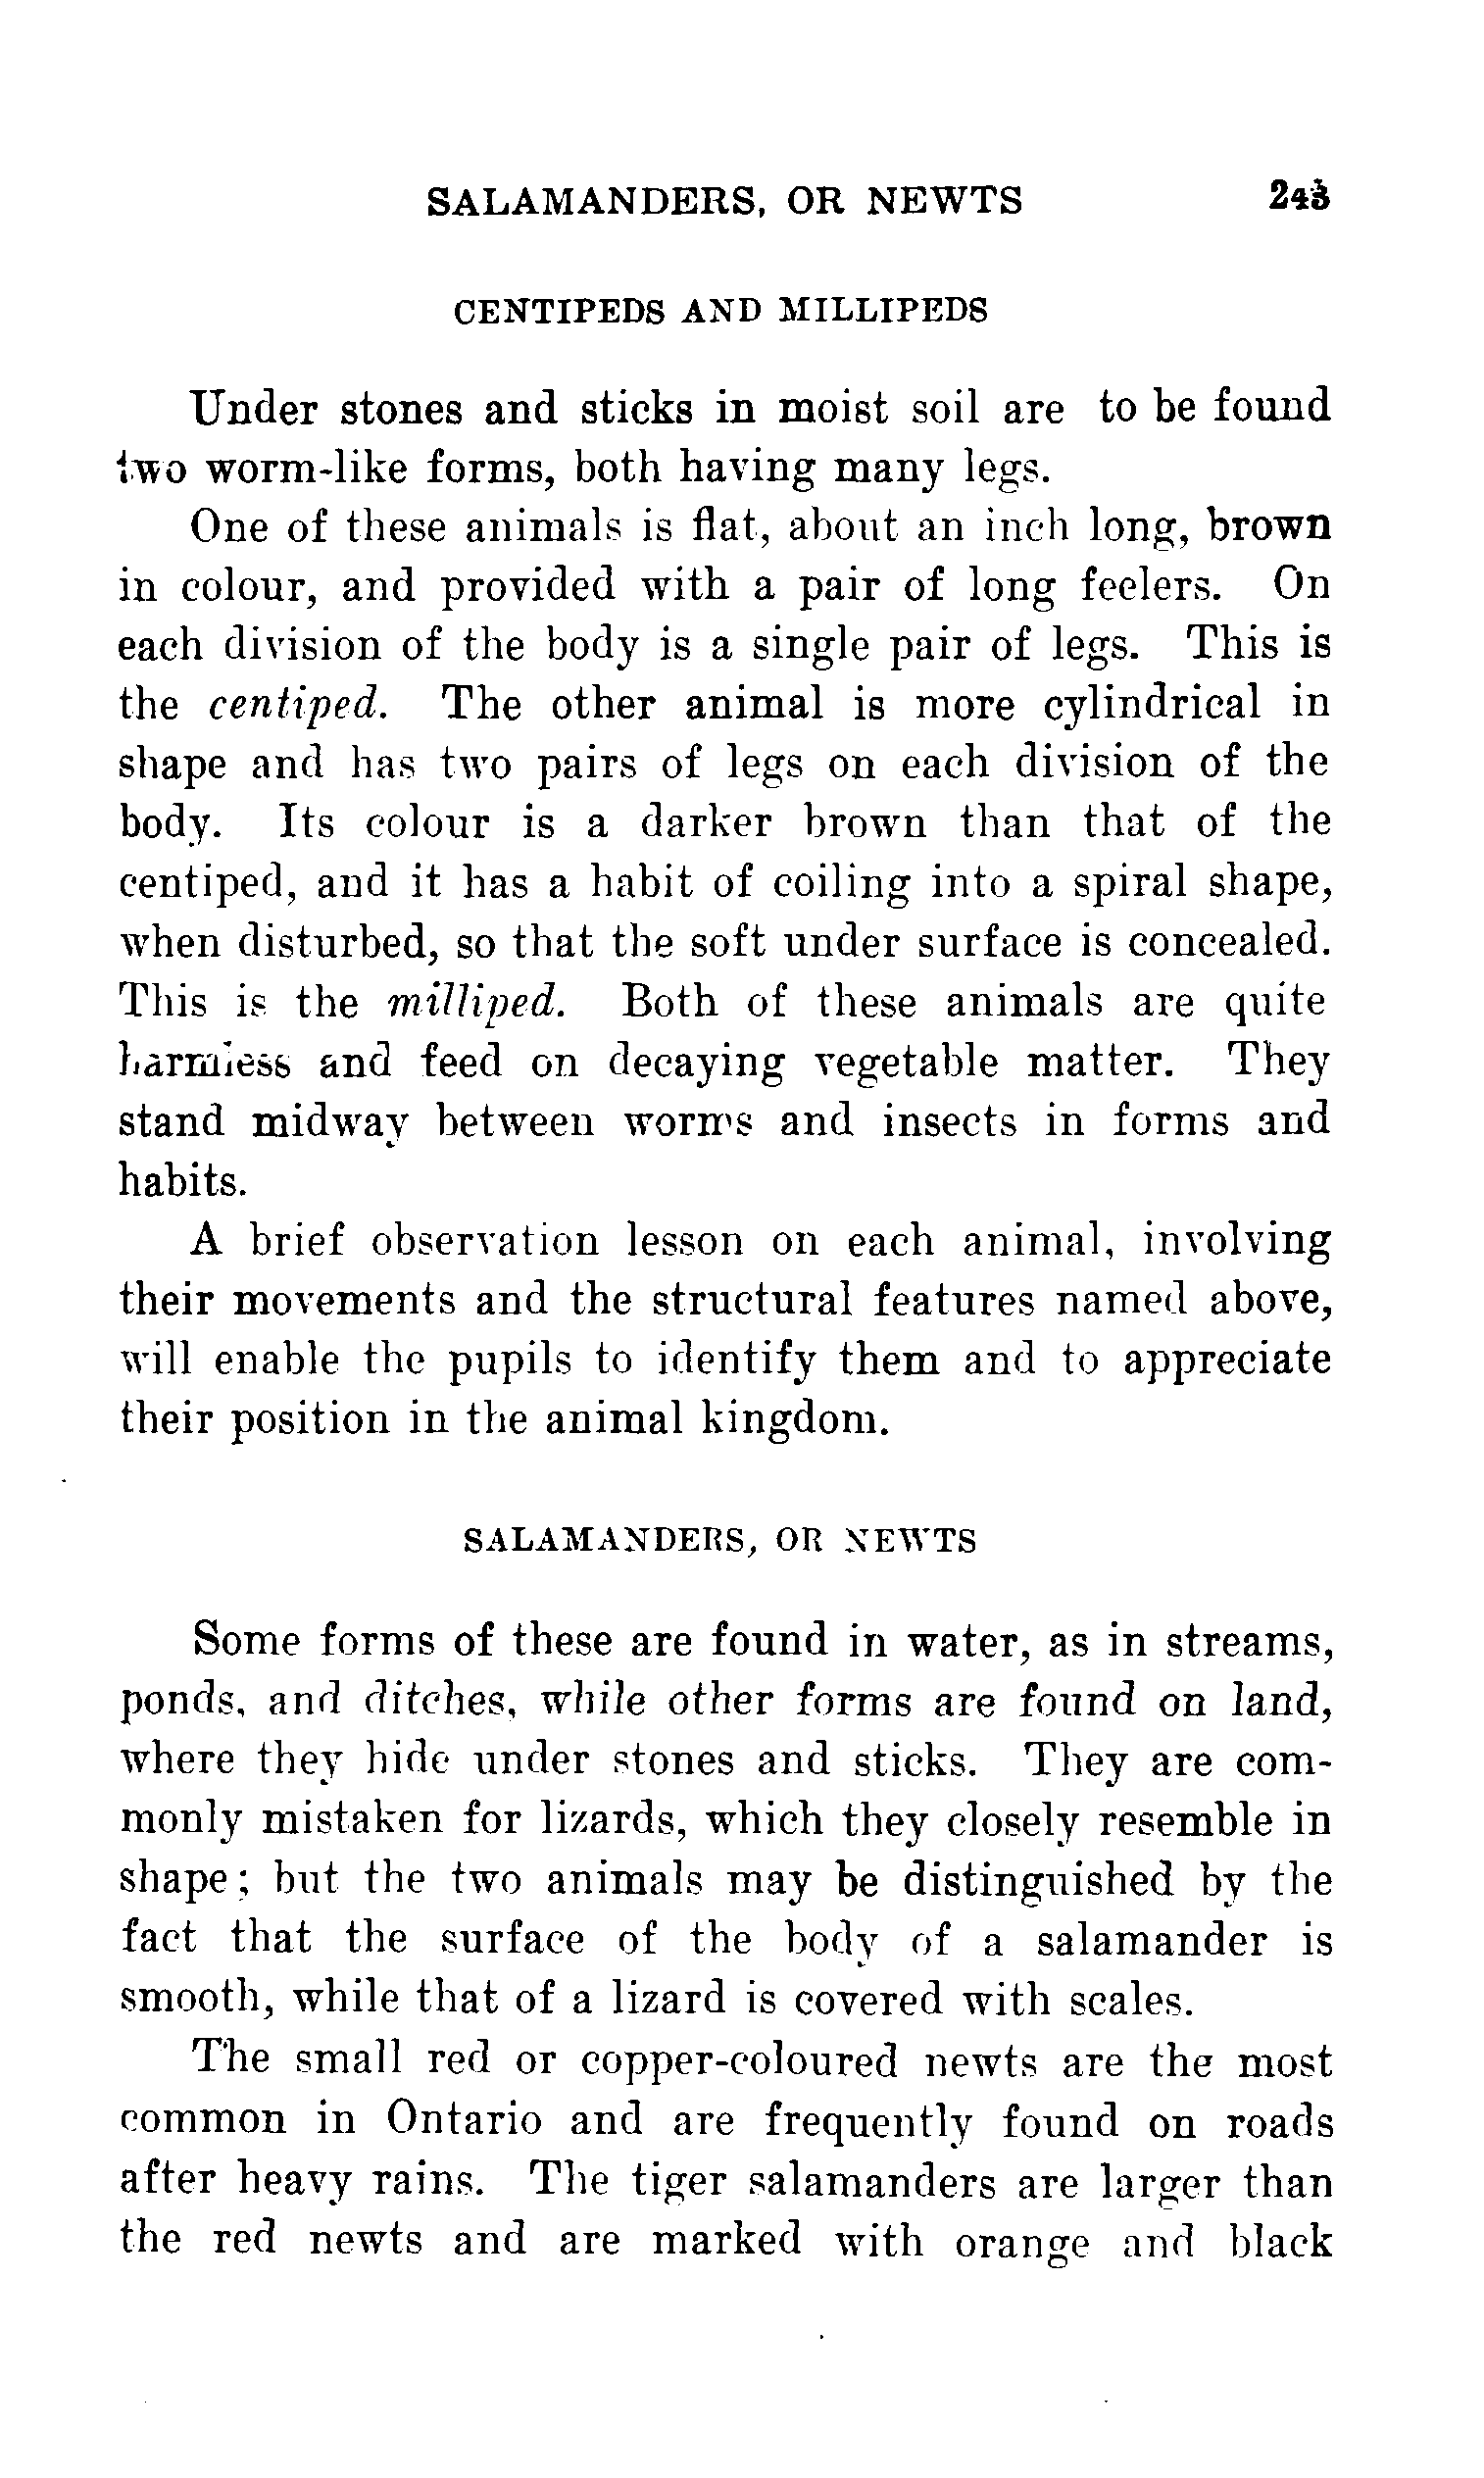 SALAMANDERS, OR NEWTS 243
CENTIPEDS AND MILLIPEDS
Under stones and sticks in moist soil are to be found
two worm-like forms, both having many legs.
One of these animals is flat, about an inch long, brown
in colour, and provided with a pair of long feelers. On
each division of the body is a single pair of legs. This is
the centiped. The other animal is more cylindrical in
shape and has two pairs of legs on each division of the
body. Its colour is a darker brown than that of the
centiped, and it has a habit of coiling into a spiral shape,
when disturbed, so that the soft under surface is concealed.
This is the milliped. Both of these animals are quite
harmless and feed on decaying vegetable matter. They
stand midway between worms and insects in forms and
habits.
A brief observation lesson on each animal, involving
their movements and the structural features named above,
will enable the pupils to identify them and to appreciate
their position in the animal kingdom.
SALAMANDERS, OR NEWTS
Some forms of these are found in water, as in streams,
ponds, and ditches, while other forms are found on land,
where they hide under stones and sticks. They are com-
monly mistaken for lizards, which they closely resemble in
shape; but the two animals may be distinguished by the
fact that the surface of the body of a salamander is
smooth, while that of a lizard is covered with scales.
The small red or copper-coloured newts are the most
common in Ontario and are frequently found on roads
after heavy rains. The tiger salamanders are larger than
the red newts and are marked with orange and black